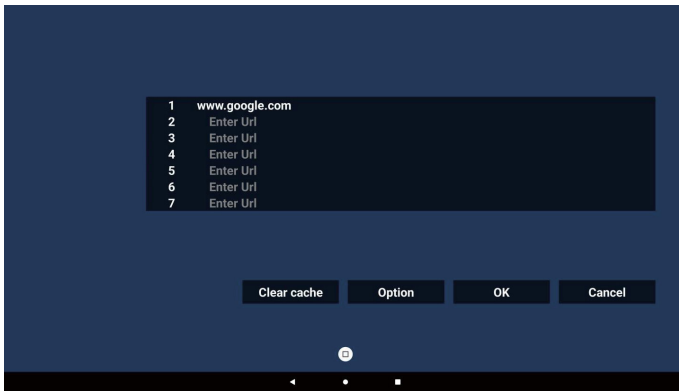 1 www.google.com
2 Enter Url
3 Enter Url
4 Enter Url
5 Enter Url
6 Enter Url
7 Enter Url
Clear cache Option OK Cancel